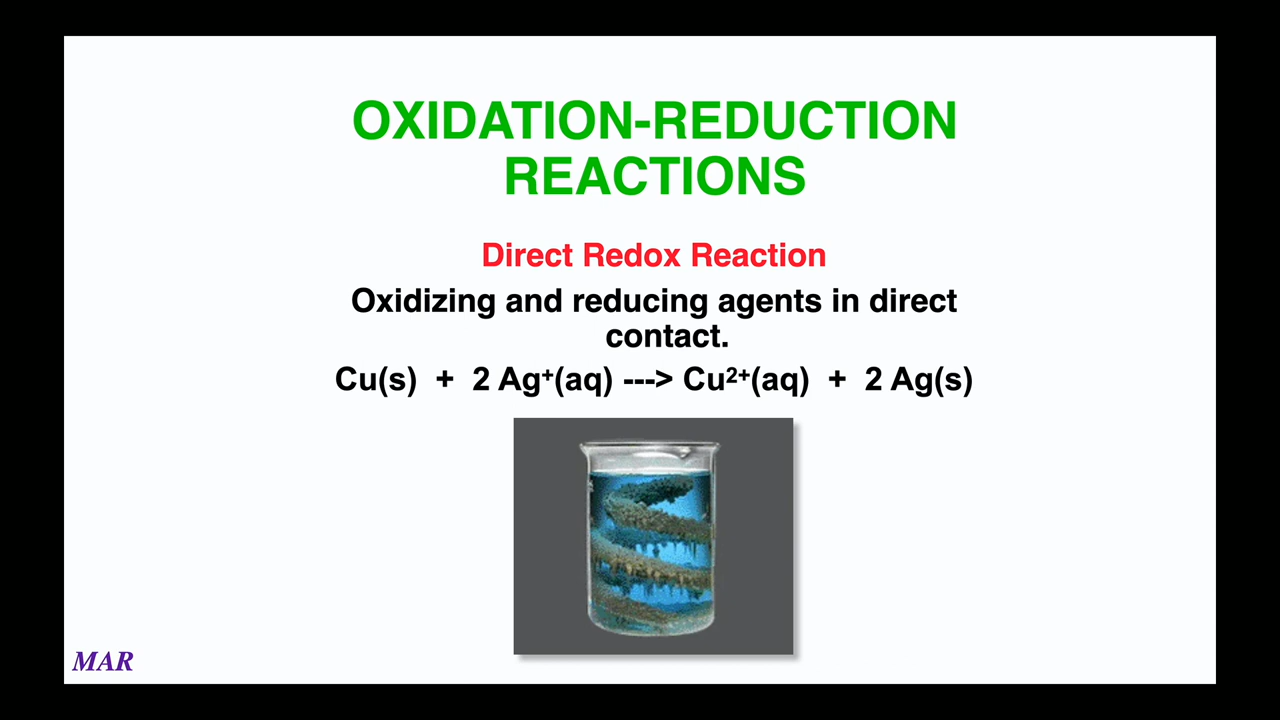 OXIDATION-REDUCTION
REACTIONS
Direct Redox Reaction
Oxidizing and reducing agents in direct
contact.
Cu(s) + 2 Ag⁺(aq) ---> Cu²⁺(aq) + 2 Ag(s)
MAR